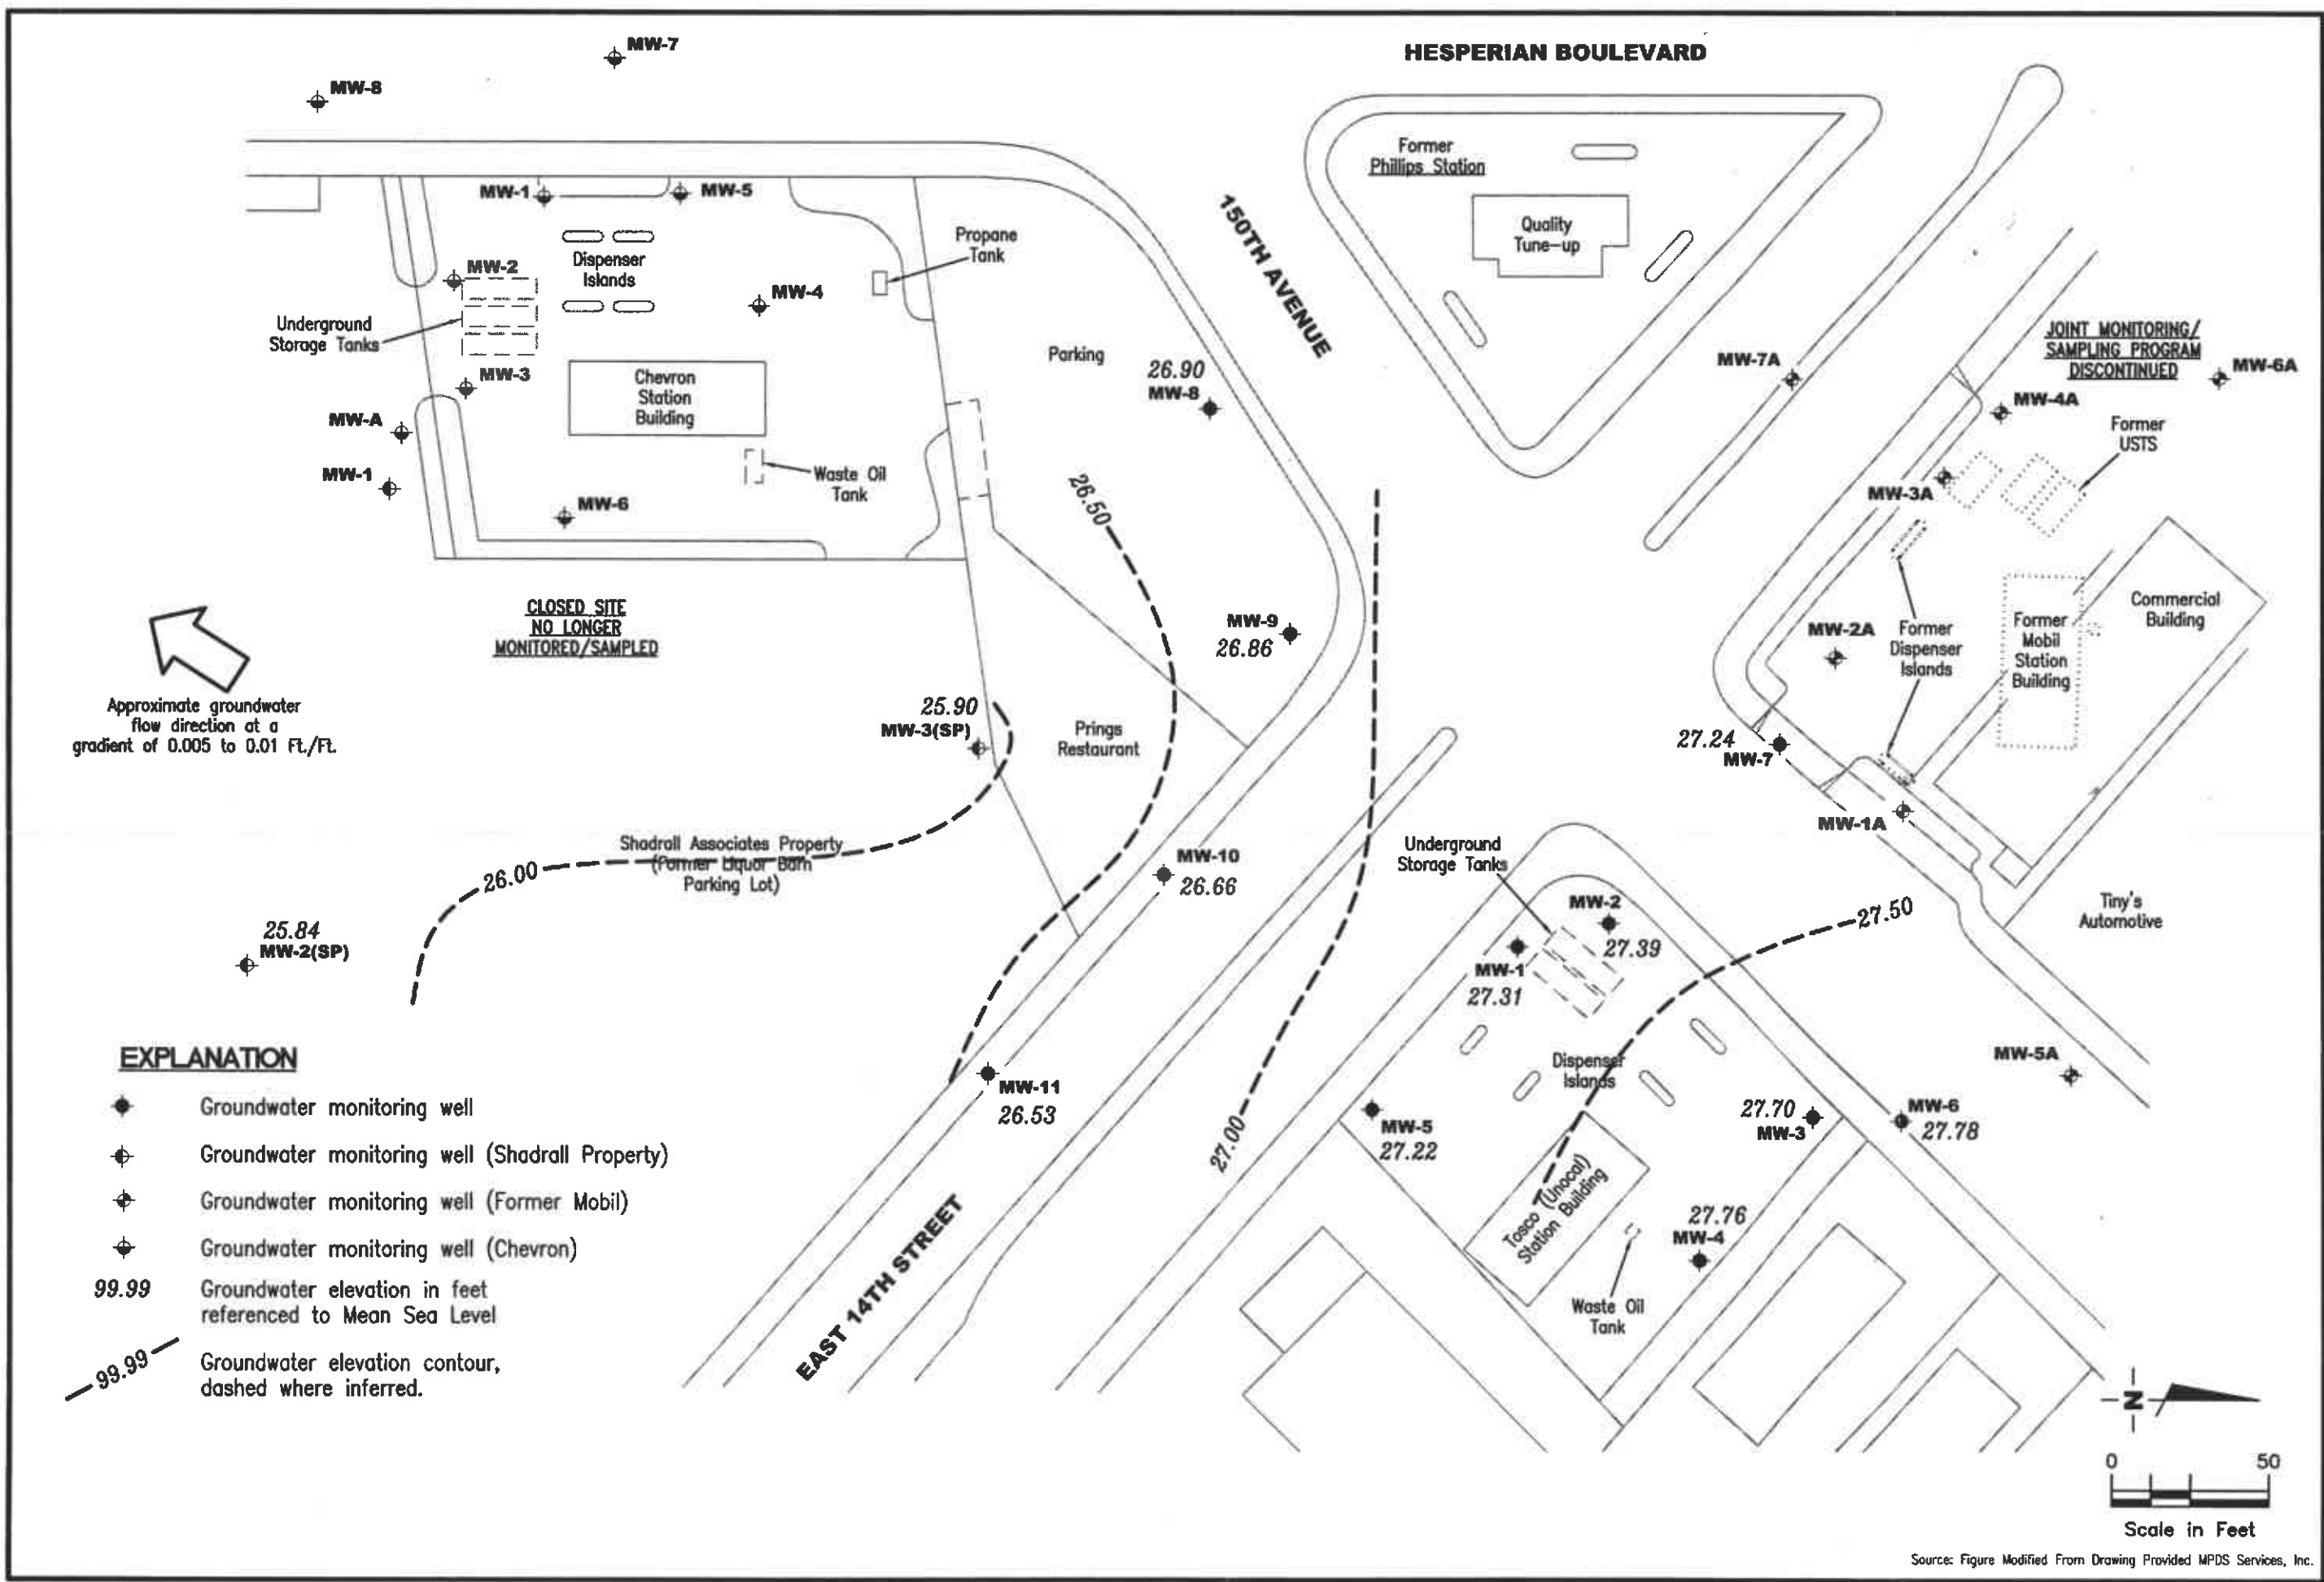 MW-7
HESPERIAN BOULEVARD
MW-8
Former
Phillips Station
MW-1
MW-5
150TH AVENUE
Quality
Tune-up
Propane
Tank
Dispenser
Islands
MW-2
MW-4
Underground
Storage Tanks
JOINT MONITORING/
SAMPLING PROGRAM
DISCONTINUED
MW-7A
MW-6A
Parking
26.90
MW-8
MW-3
Chevron
Station
Building
MW-4A
MW-A
Former
USTS
MW-1
Waste Oil
Tank
26.50
MW-3A
MW-6
CLOSED SITE
NO LONGER
MONITORED/SAMPLED
MW-9
26.86
MW-2A
Former
Dispenser
Islands
Former
Mobil
Station
Building
Commercial
Building
Approximate groundwater
flow direction at a
gradient of 0.005 to 0.01 Ft./Ft.
25.90
MW-3(SP)
Prings
Restaurant
27.24
MW-7
MW-1A
Shadrall Associates Property
(Former Liquor Barn
Parking Lot)
26.00
Underground
Storage Tanks
MW-10
26.66
MW-2
27.39
27.50
Tiny's
Automotive
25.84
MW-2(SP)
MW-1
27.31
EXPLANATION
Groundwater monitoring well
Groundwater monitoring well (Shadrall Property)
Groundwater monitoring well (Former Mobil)
Groundwater monitoring well (Chevron)
99.99
Groundwater elevation in feet
referenced to Mean Sea Level
99.99
Groundwater elevation contour,
dashed where inferred.
MW-11
26.53
27.00
Dispenser
Islands
MW-5A
MW-5
27.22
27.70
MW-3
MW-6
27.78
Tosco (Unocal)
Station Building
27.76
MW-4
Waste Oil
Tank
EAST 14TH STREET
N
0 50
Scale in Feet
Source: Figure Modified From Drawing Provided MPDS Services, Inc.